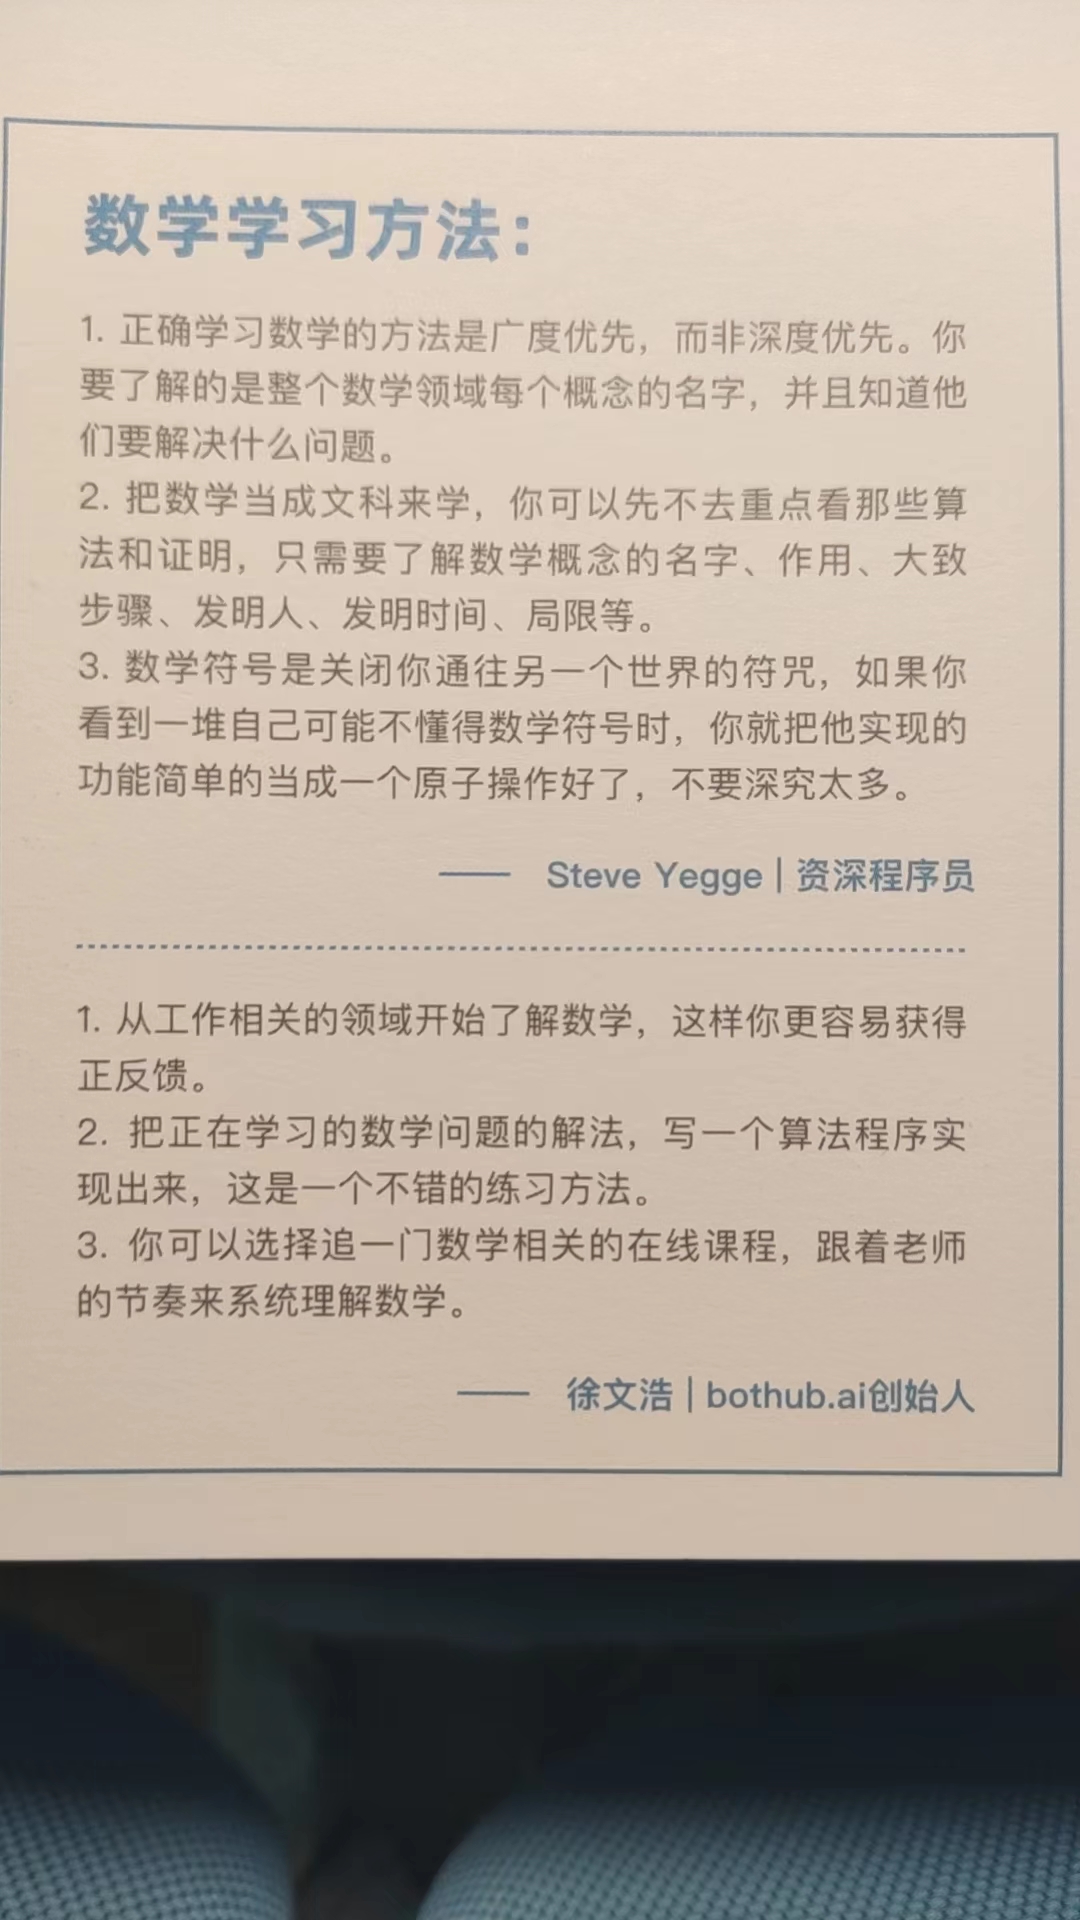 数学学习方法：
1. 正确学习数学的方法是广度优先，而非深度优先。你
要了解的是整个数学领域每个概念的名字，并且知道他
们要解决什么问题。
2. 把数学当成文科来学，你可以先不去重点看那些算
法和证明，只需要了解数学概念的名字、作用、大致
步骤、发明人、发明时间、局限等。
3. 数学符号是关闭你通往另一个世界的符咒，如果你
看到一堆自己可能不懂得数学符号时，你就把他实现的
功能简单的当成一个原子操作好了，不要深究太多。
—— Steve Yegge | 资深程序员
1. 从工作相关的领域开始了解数学，这样你更容易获得
正反馈。
2. 把正在学习的数学问题的解法，写一个算法程序实
现出来，这是一个不错的练习方法。
3. 你可以选择追一门数学相关的在线课程，跟着老师
的节奏来系统理解数学。
—— 徐文浩 | bothub.ai创始人